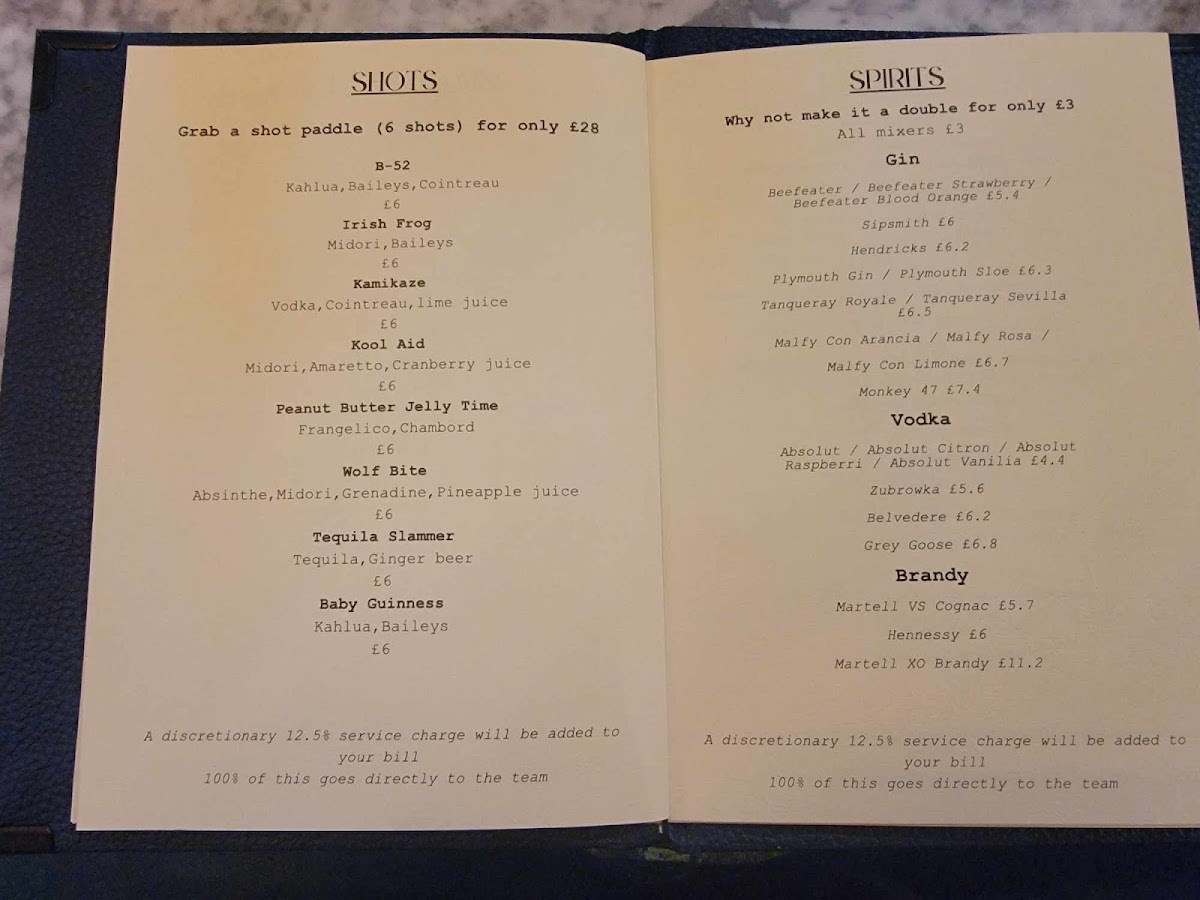 SHOTS
Grab a shot paddle (6 shots) for only £28
B-52
Kahlua,Baileys,Cointreau
£6
Irish Frog
Midori,Baileys
£6
Kamikaze
Vodka,Cointreau,lime juice
£6
Kool Aid
Midori,Amaretto,Cranberry juice
£6
Peanut Butter Jelly Time
Frangelico,Chambord
£6
Wolf Bite
Absinthe,Midori,Grenadine,Pineapple juice
£6
Tequila Slammer
Tequila,Ginger beer
£6
Baby Guinness
Kahlua,Baileys
£6
A discretionary 12.5% service charge will be added to
your bill
100% of this goes directly to the team
SPIRITS
Why not make it a double for only £3
All mixers £3
Gin
Beefeater / Beefeater Strawberry /
Beefeater Blood Orange £5.4
Sipsmith £6
Hendricks £6.2
Plymouth Gin / Plymouth Sloe £6.3
Tanqueray Royale / Tanqueray Sevilla
£6.5
Malfy Con Arancia / Malfy Rosa /
Malfy Con Limone £6.7
Monkey 47 £7.4
Vodka
Absolut / Absolut Citron / Absolut
Raspberri / Absolut Vanilia £4.4
Zubrowka £5.6
Belvedere £6.2
Grey Goose £6.8
Brandy
Martell VS Cognac £5.7
Hennessy £6
Martell XO Brandy £11.2
A discretionary 12.5% service charge will be added to
your bill
100% of this goes directly to the team